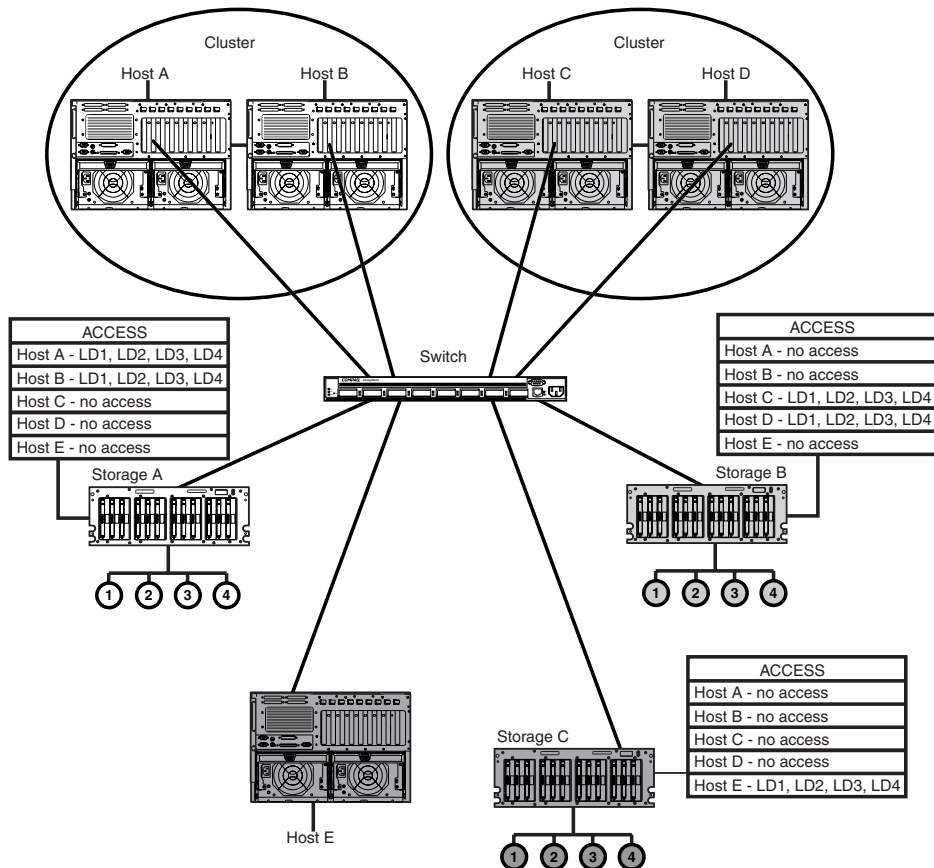 Cluster
Cluster
Host A
Host B
Host C
Host D
ACCESS
Host A - LD1, LD2, LD3, LD4
Host B - LD1, LD2, LD3, LD4
Host C - no access
Host D - no access
Host E - no access
Switch
COMPAQ
ACCESS
Host A - no access
Host B - no access
Host C - LD1, LD2, LD3, LD4
Host D - LD1, LD2, LD3, LD4
Host E - no access
Storage A
1 2 3 4
Storage B
1 2 3 4
Host E
ACCESS
Host A - no access
Host B - no access
Host C - no access
Host D - no access
Host E - LD1, LD2, LD3, LD4
Storage C
1 2 3 4